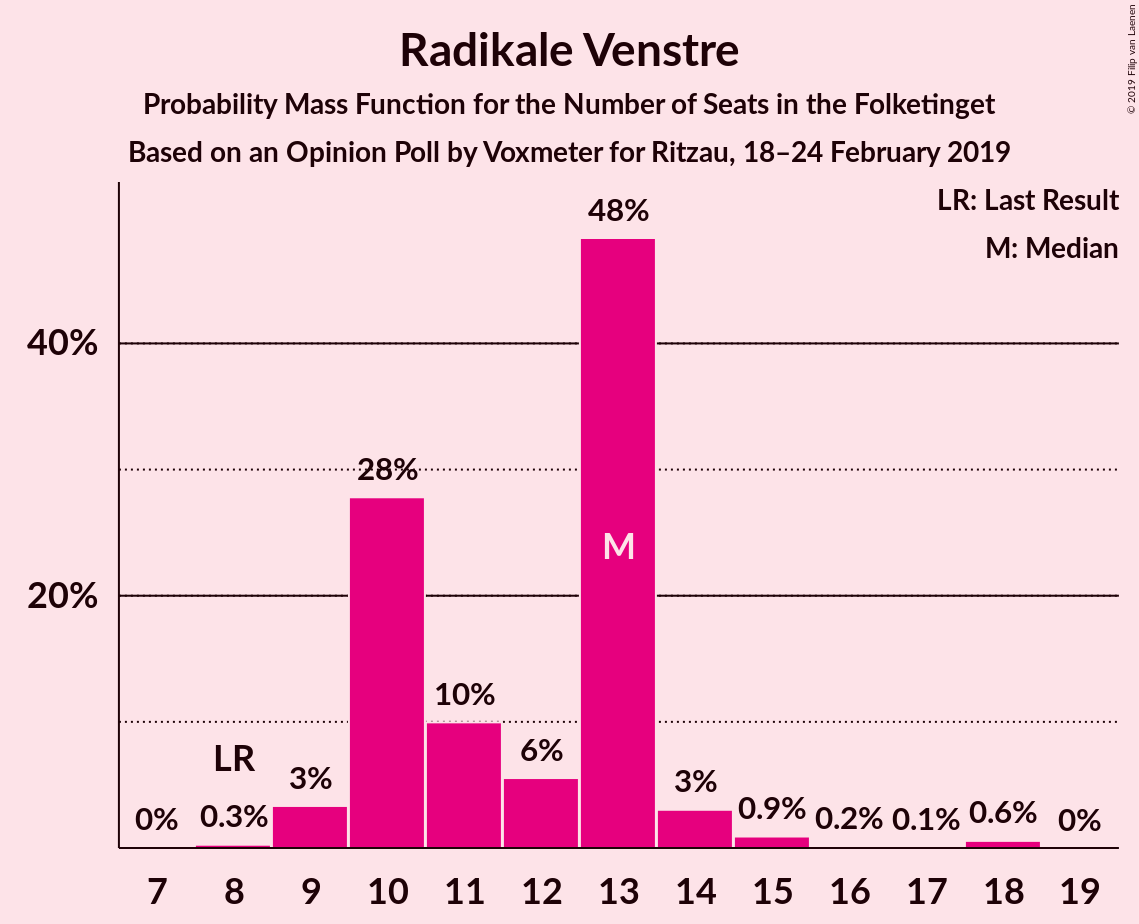 Radikale Venstre
Probability Mass Function for the Number of Seats in the Folketinget
Based on an Opinion Poll by Voxmeter for Ritzau, 18–24 February 2019
© 2019 Filip van Laenen
LR: Last Result
M: Median
48%
40%
28%
M
20%
10%
LR
6%
3%
3%
0%
0.3%
0.9%
0.2%
0.1%
0.6%
0%
7 8 9 10 11 12 13 14 15 16 17 18 19